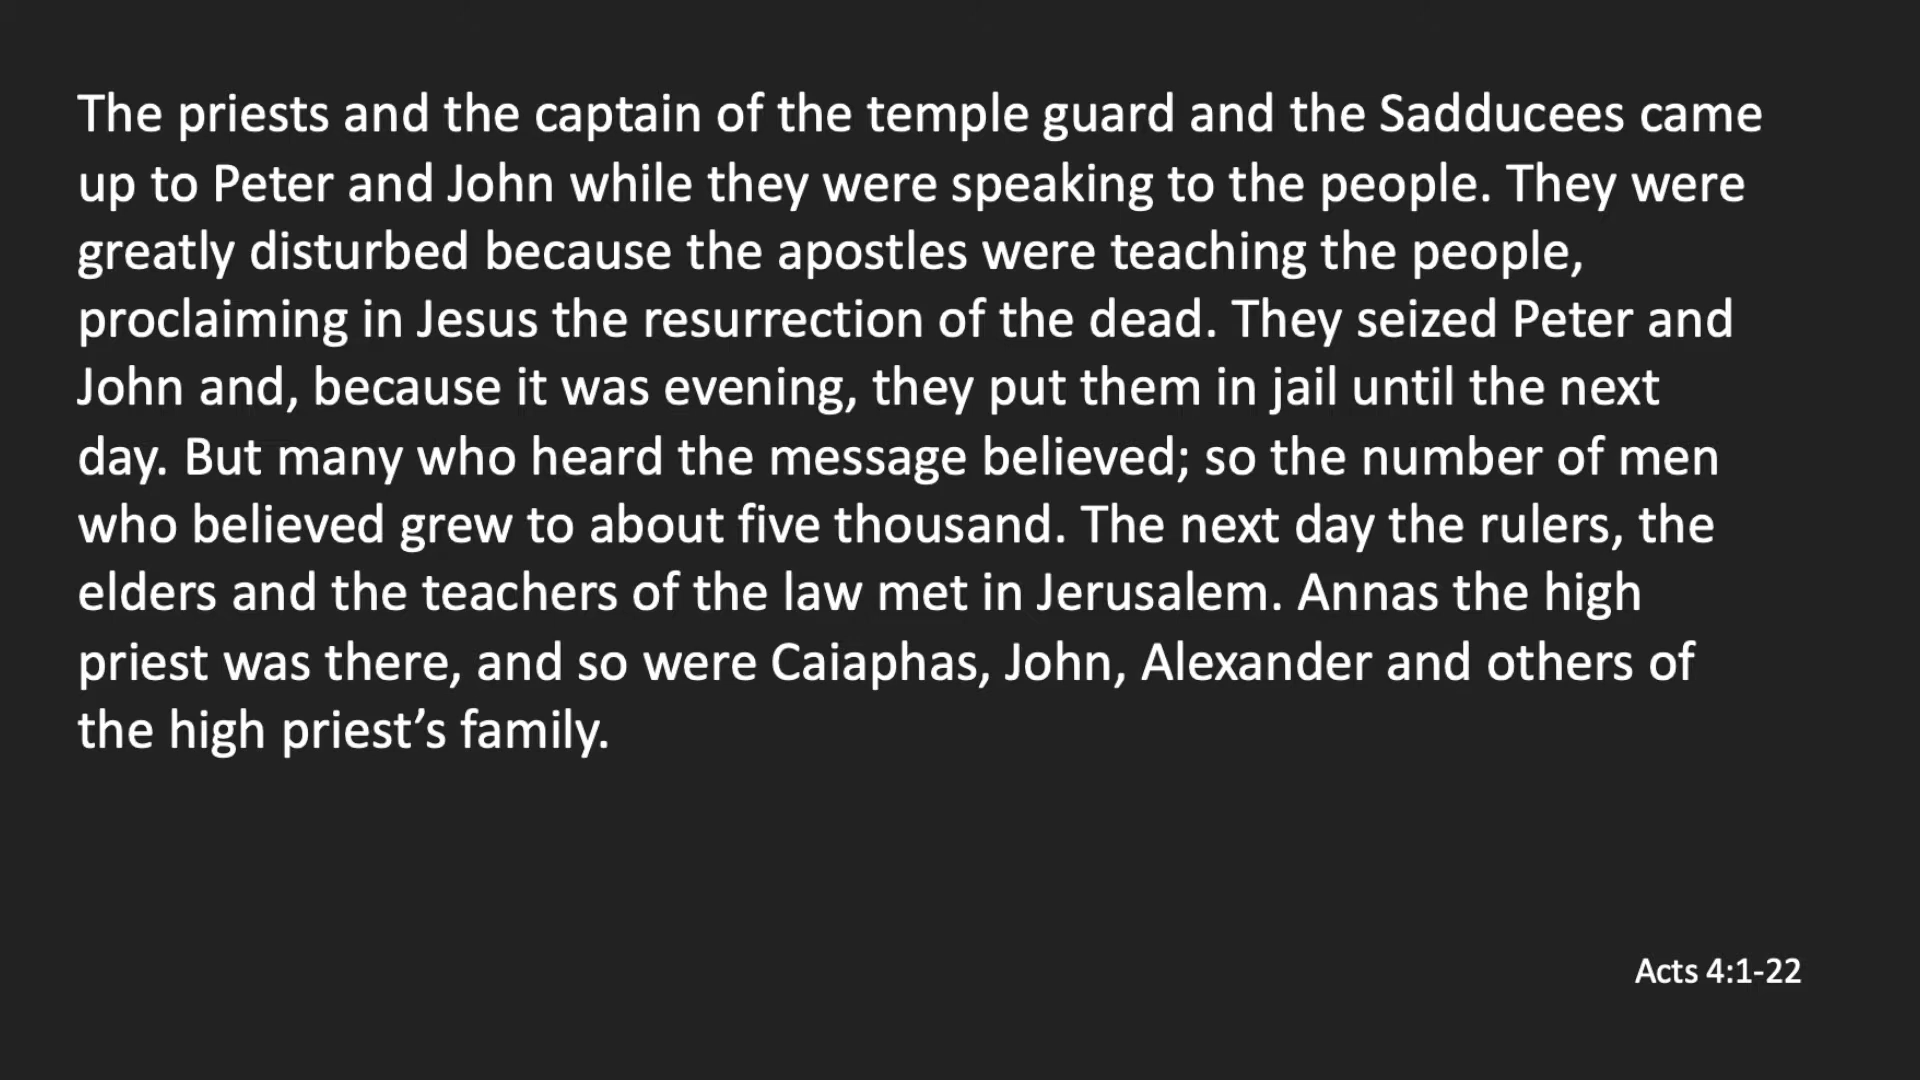 The priests and the captain of the temple guard and the Sadducees came
up to Peter and John while they were speaking to the people. They were
greatly disturbed because the apostles were teaching the people,
proclaiming in Jesus the resurrection of the dead. They seized Peter and
John and, because it was evening, they put them in jail until the next
day. But many who heard the message believed; so the number of men
who believed grew to about five thousand. The next day the rulers, the
elders and the teachers of the law met in Jerusalem. Annas the high
priest was there, and so were Caiaphas, John, Alexander and others of
the high priest’s family.
Acts 4:1-22